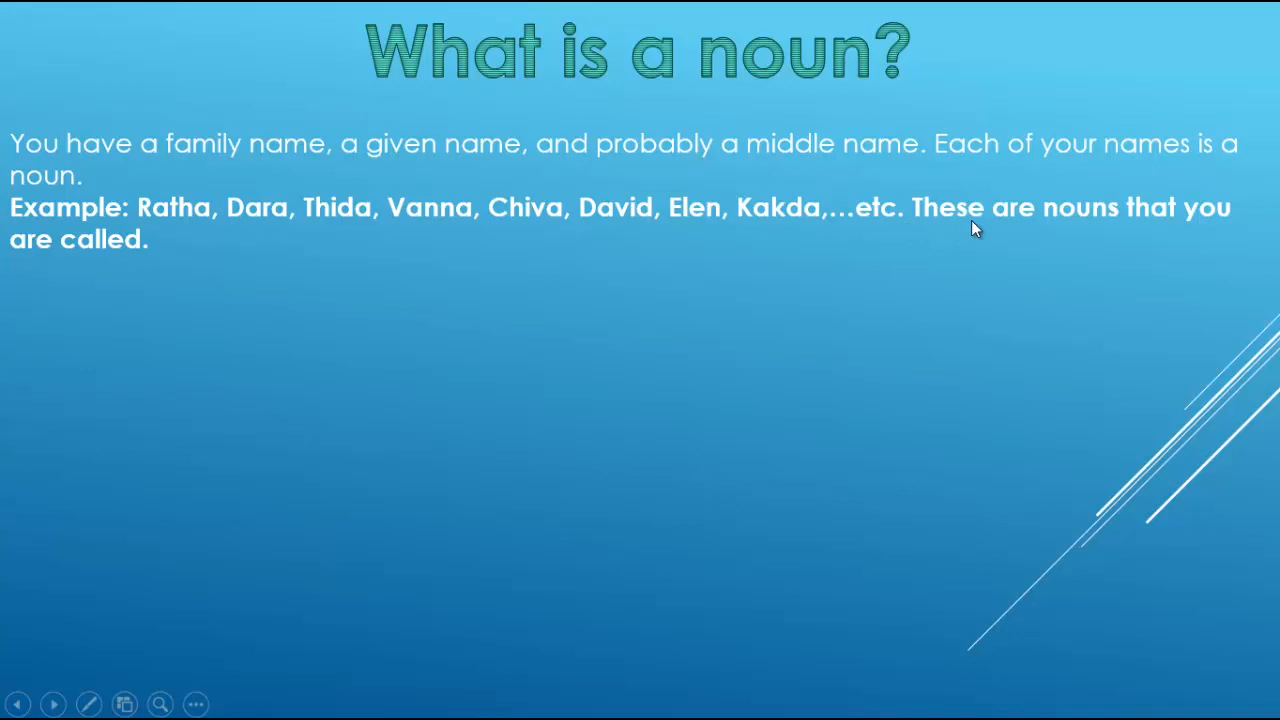 What is a noun?
You have a family name, a given name, and probably a middle name. Each of your names is a
noun.
Example: Ratha, Dara, Thida, Vanna, Chiva, David, Elen, Kakda,...etc. These are nouns that you
are called.